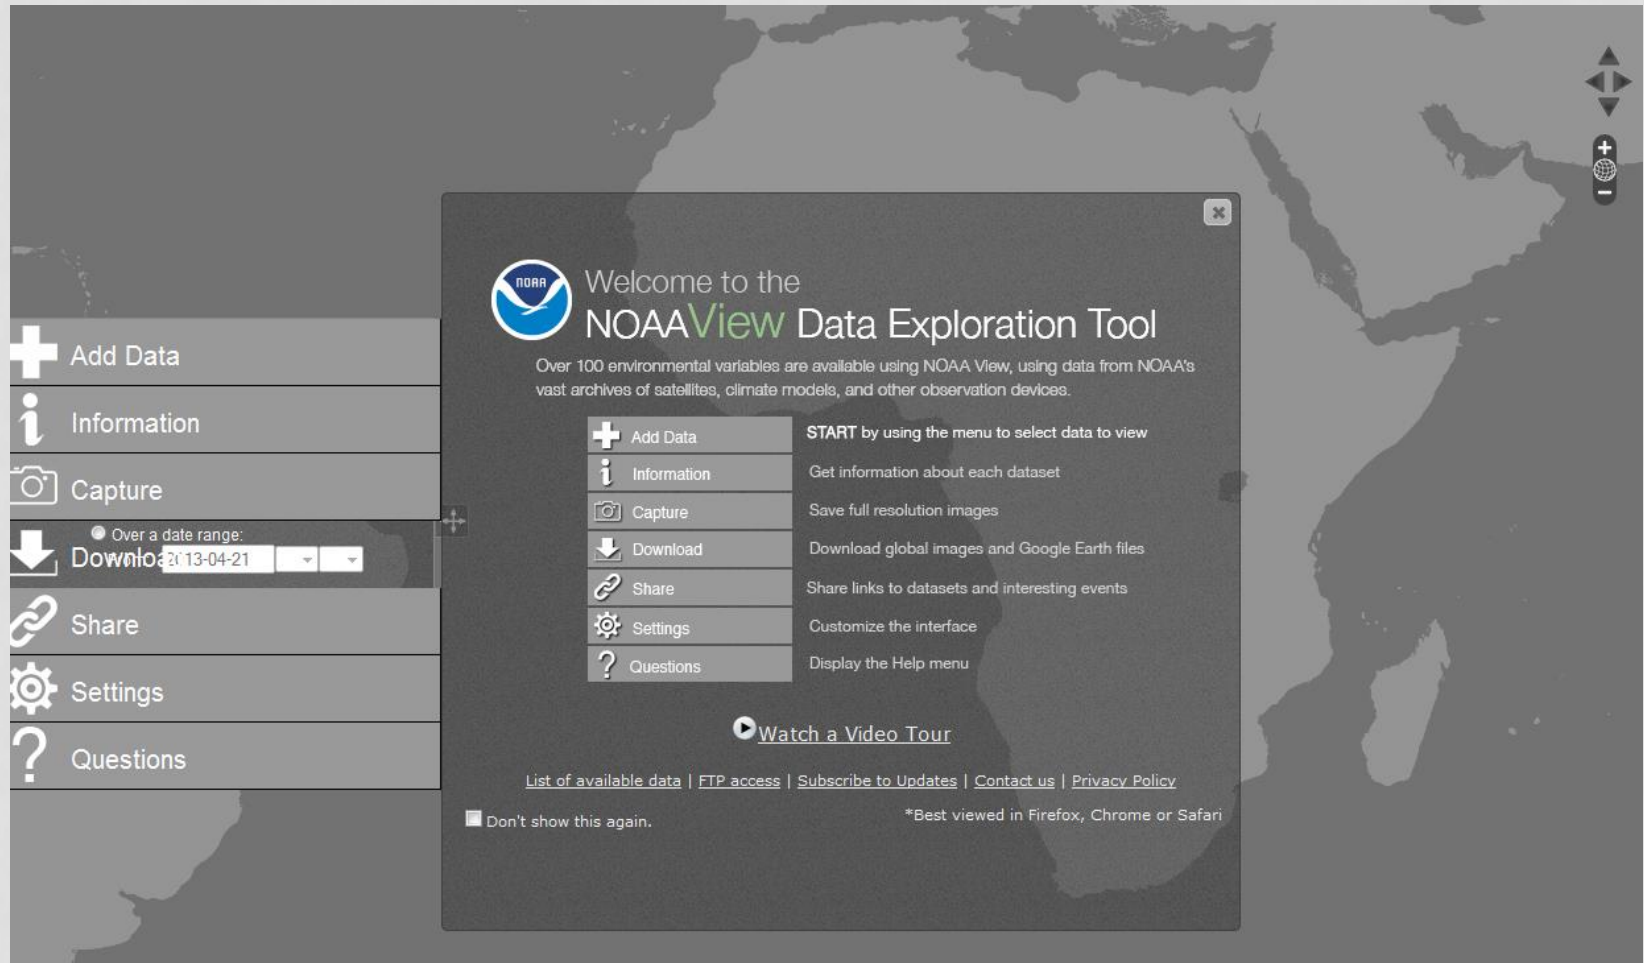 NOAA
Welcome to the
NOAAView Data Exploration Tool
Over 100 environmental variables are available using NOAA View, using data from NOAA's
vast archives of satellites, climate models, and other observation devices.
Add Data START by using the menu to select data to view
Information Get information about each dataset
Capture Save full resolution images
Download Download global images and Google Earth files
Share Share links to datasets and interesting events
Settings Customize the interface
Questions Display the Help menu
Watch a Video Tour
List of available data | FTP access | Subscribe to Updates | Contact us | Privacy Policy
Don't show this again.
*Best viewed in Firefox, Chrome or Safari
Add Data
Information
Capture
Over a date range:
Download 2013-04-21
Share
Settings
Questions